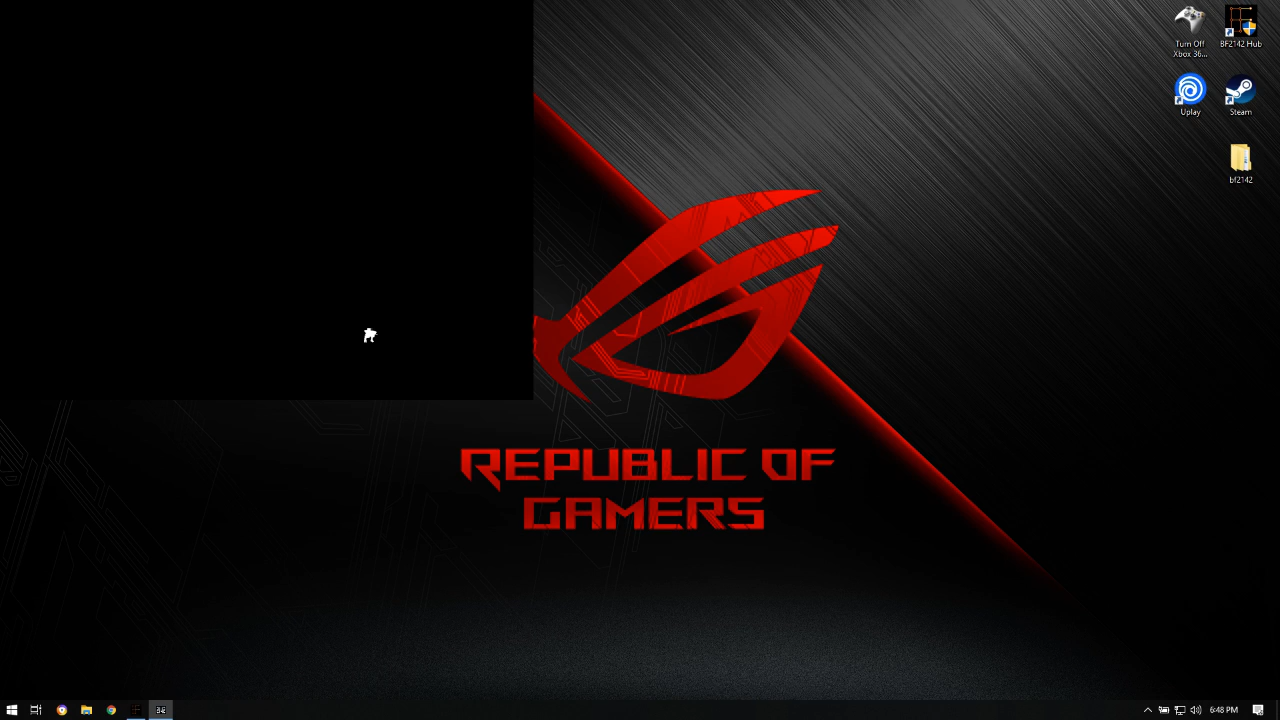 Turn Off
Xbox 36...
BF2142 Hub
Uplay
Steam
bf2142
REPUBLIC OF
GAMERS
6:48 PM